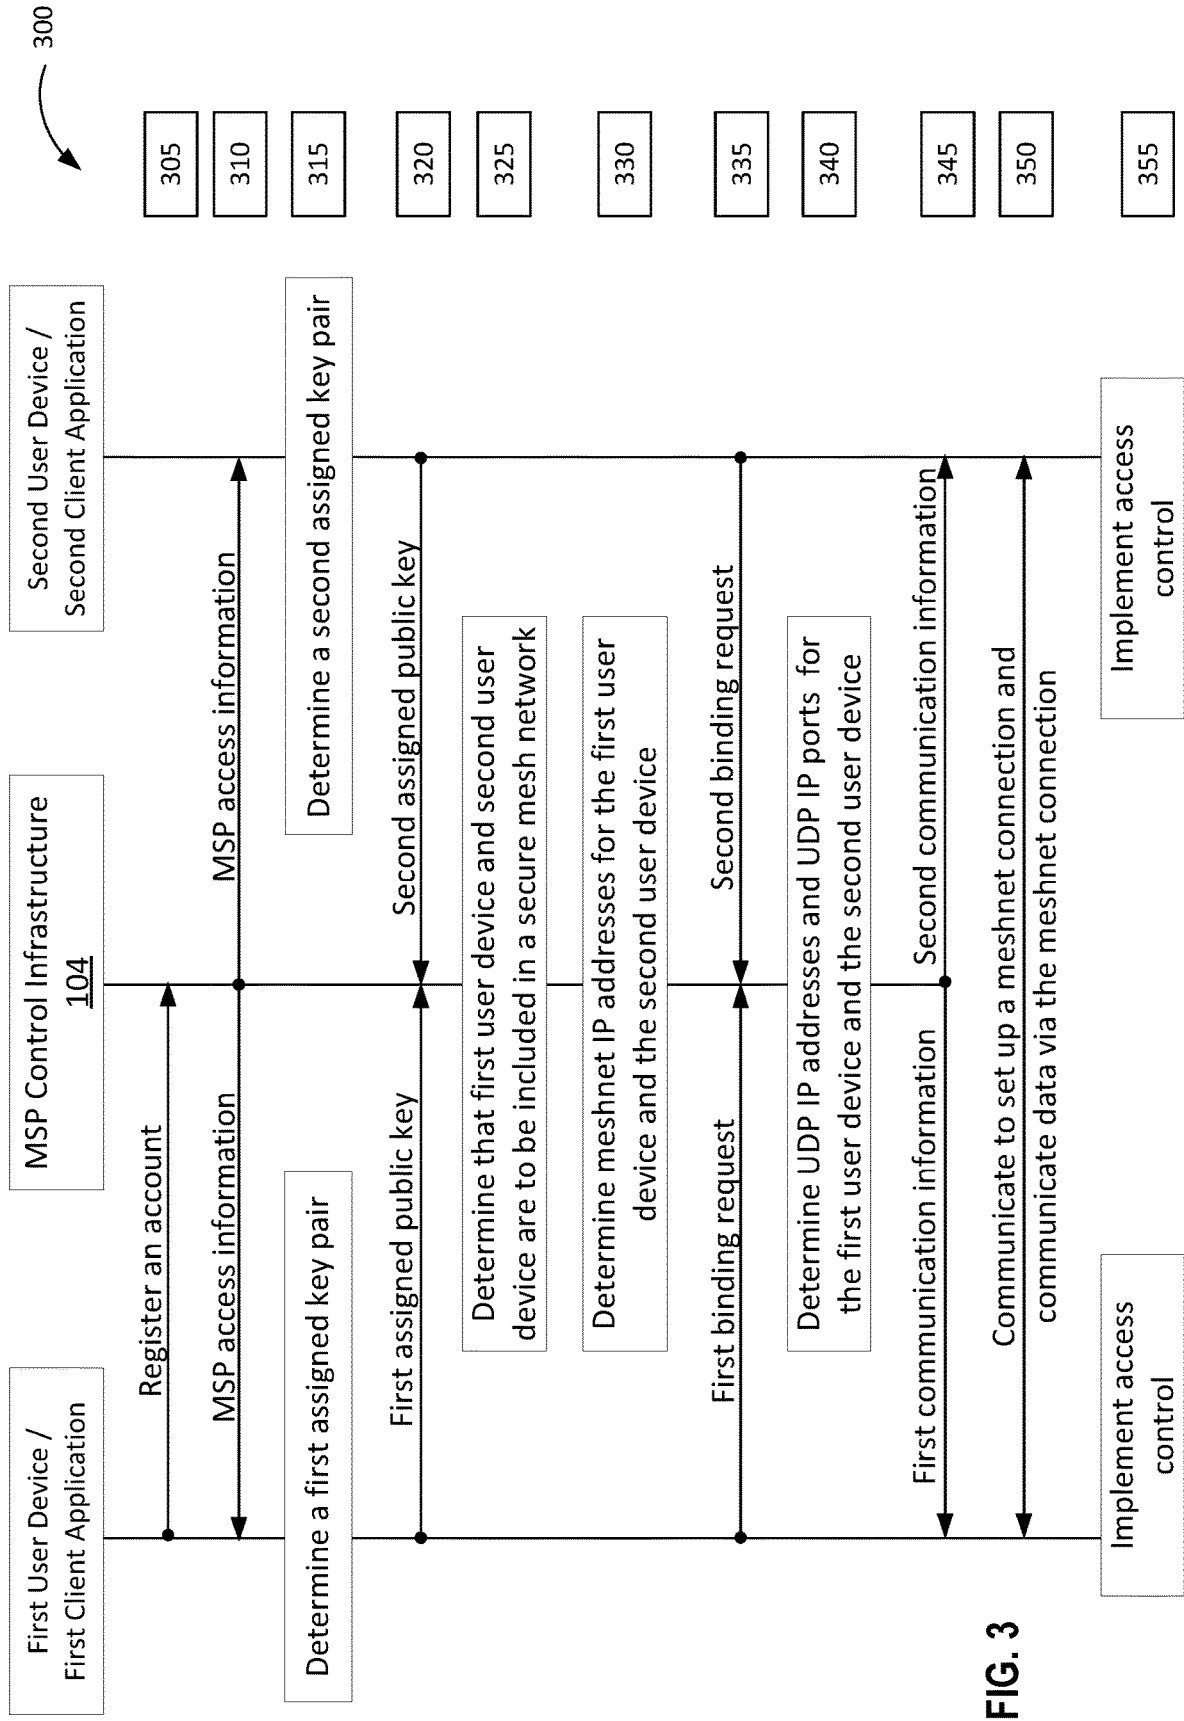 300
First User Device /
First Client Application
MSP Control Infrastructure
104
Second User Device /
Second Client Application
Register an account
305
MSP access information
MSP access information
310
Determine a first assigned key pair
Determine a second assigned key pair
315
First assigned public key
Second assigned public key
320
Determine that first user device and second user
device are to be included in a secure mesh network
325
Determine meshnet IP addresses for the first user
device and the second user device
330
First binding request
Second binding request
335
Determine UDP IP addresses and UDP IP ports for
the first user device and the second user device
340
First communication information
Second communication information
345
Communicate to set up a meshnet connection and
communicate data via the meshnet connection
350
Implement access
control
Implement access
control
355
FIG. 3